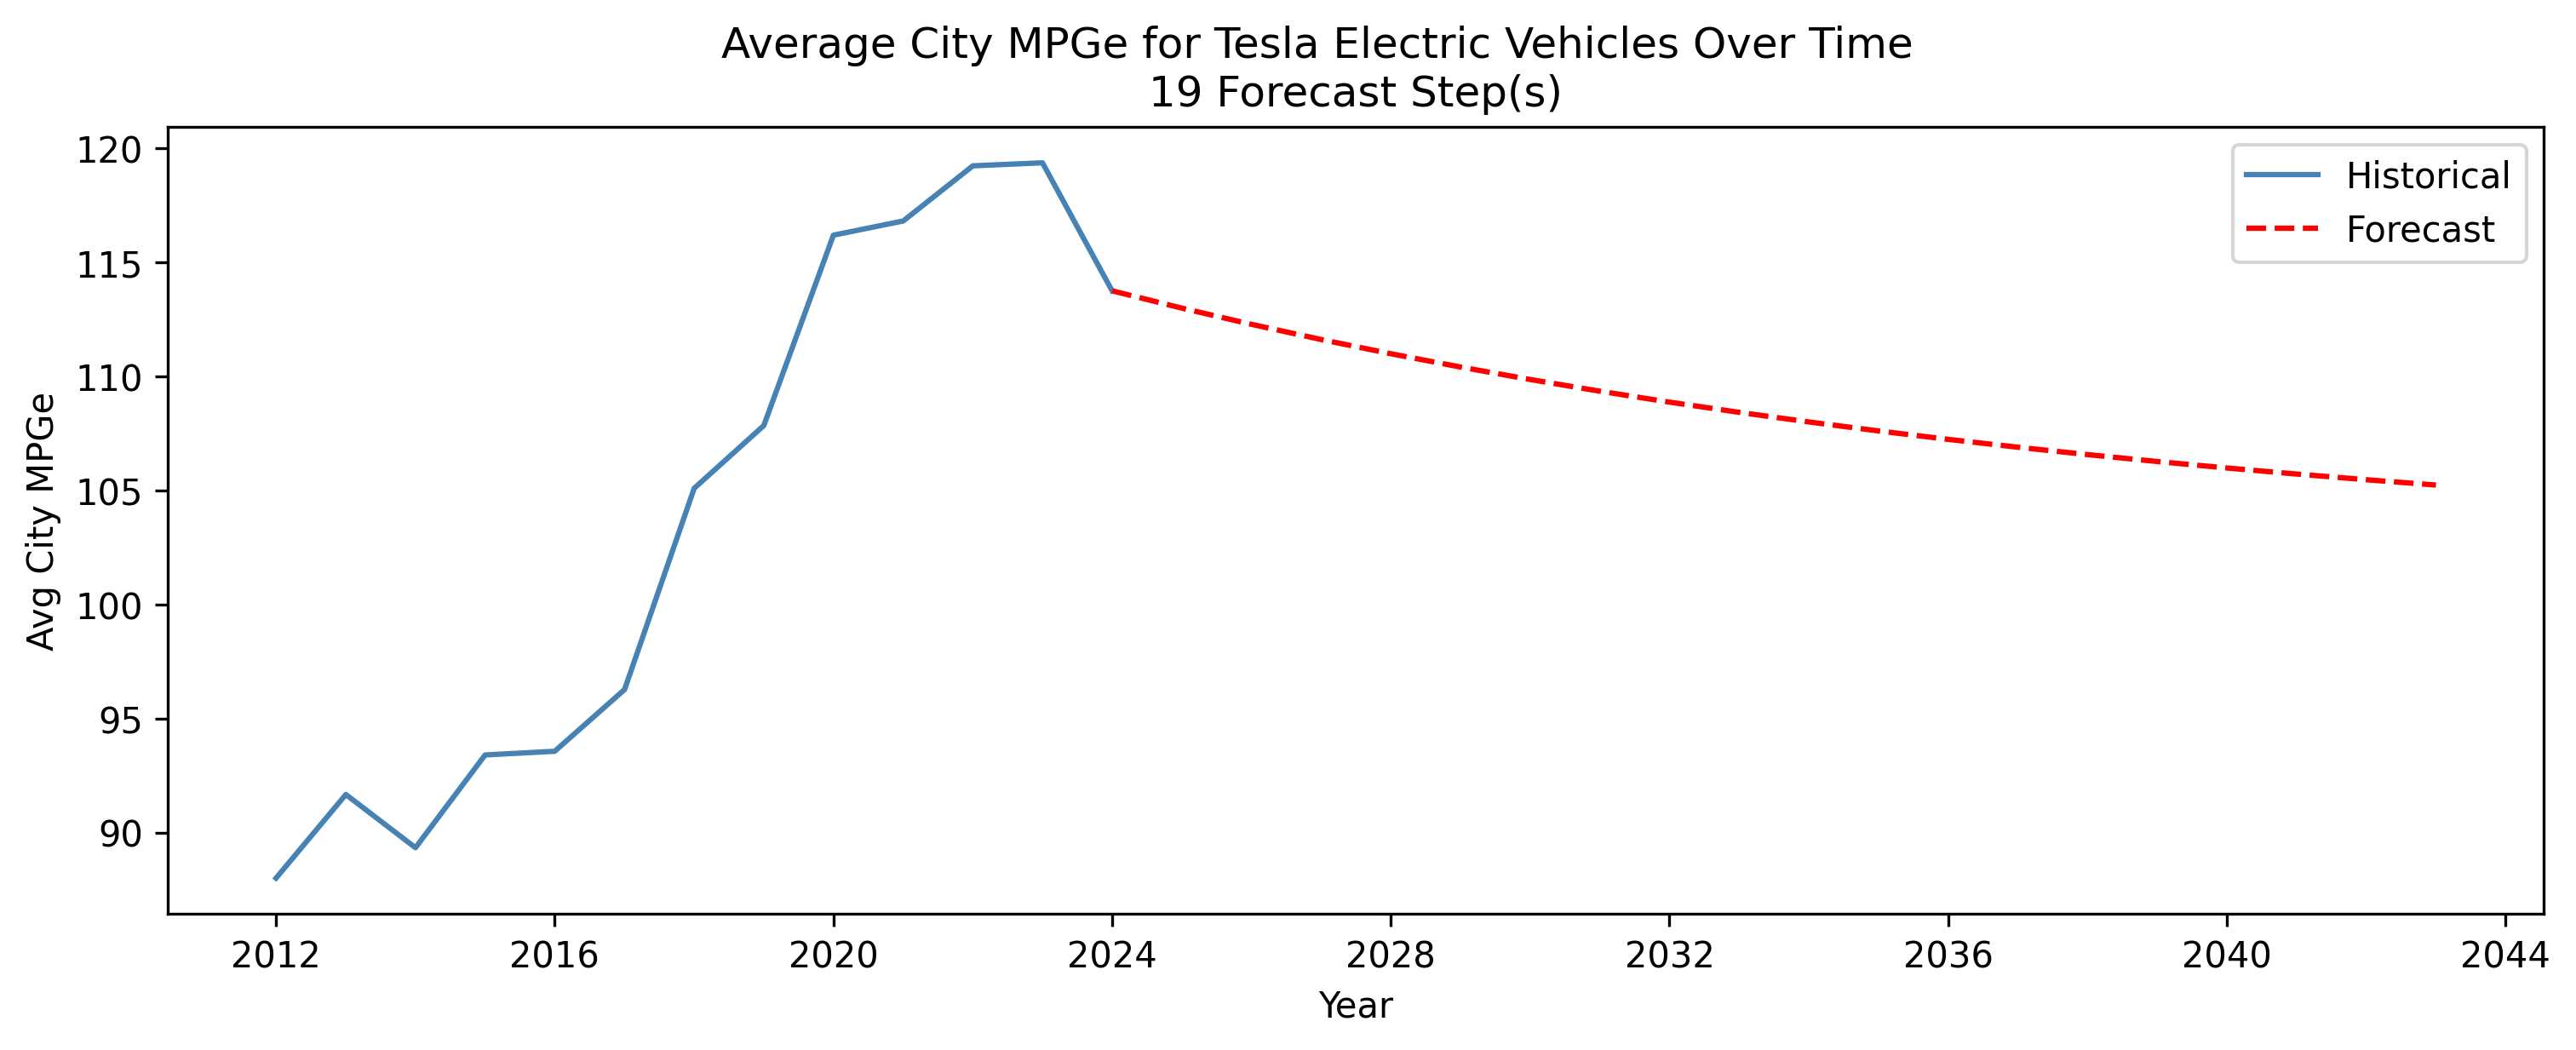 Average City MPGe for Tesla Electric Vehicles Over Time
19 Forecast Step(s)
120
115
110
105
100
95
90
Avg City MPGe
Historical
Forecast
2012
2016
2020
2024
2028
2032
2036
2040
2044
Year